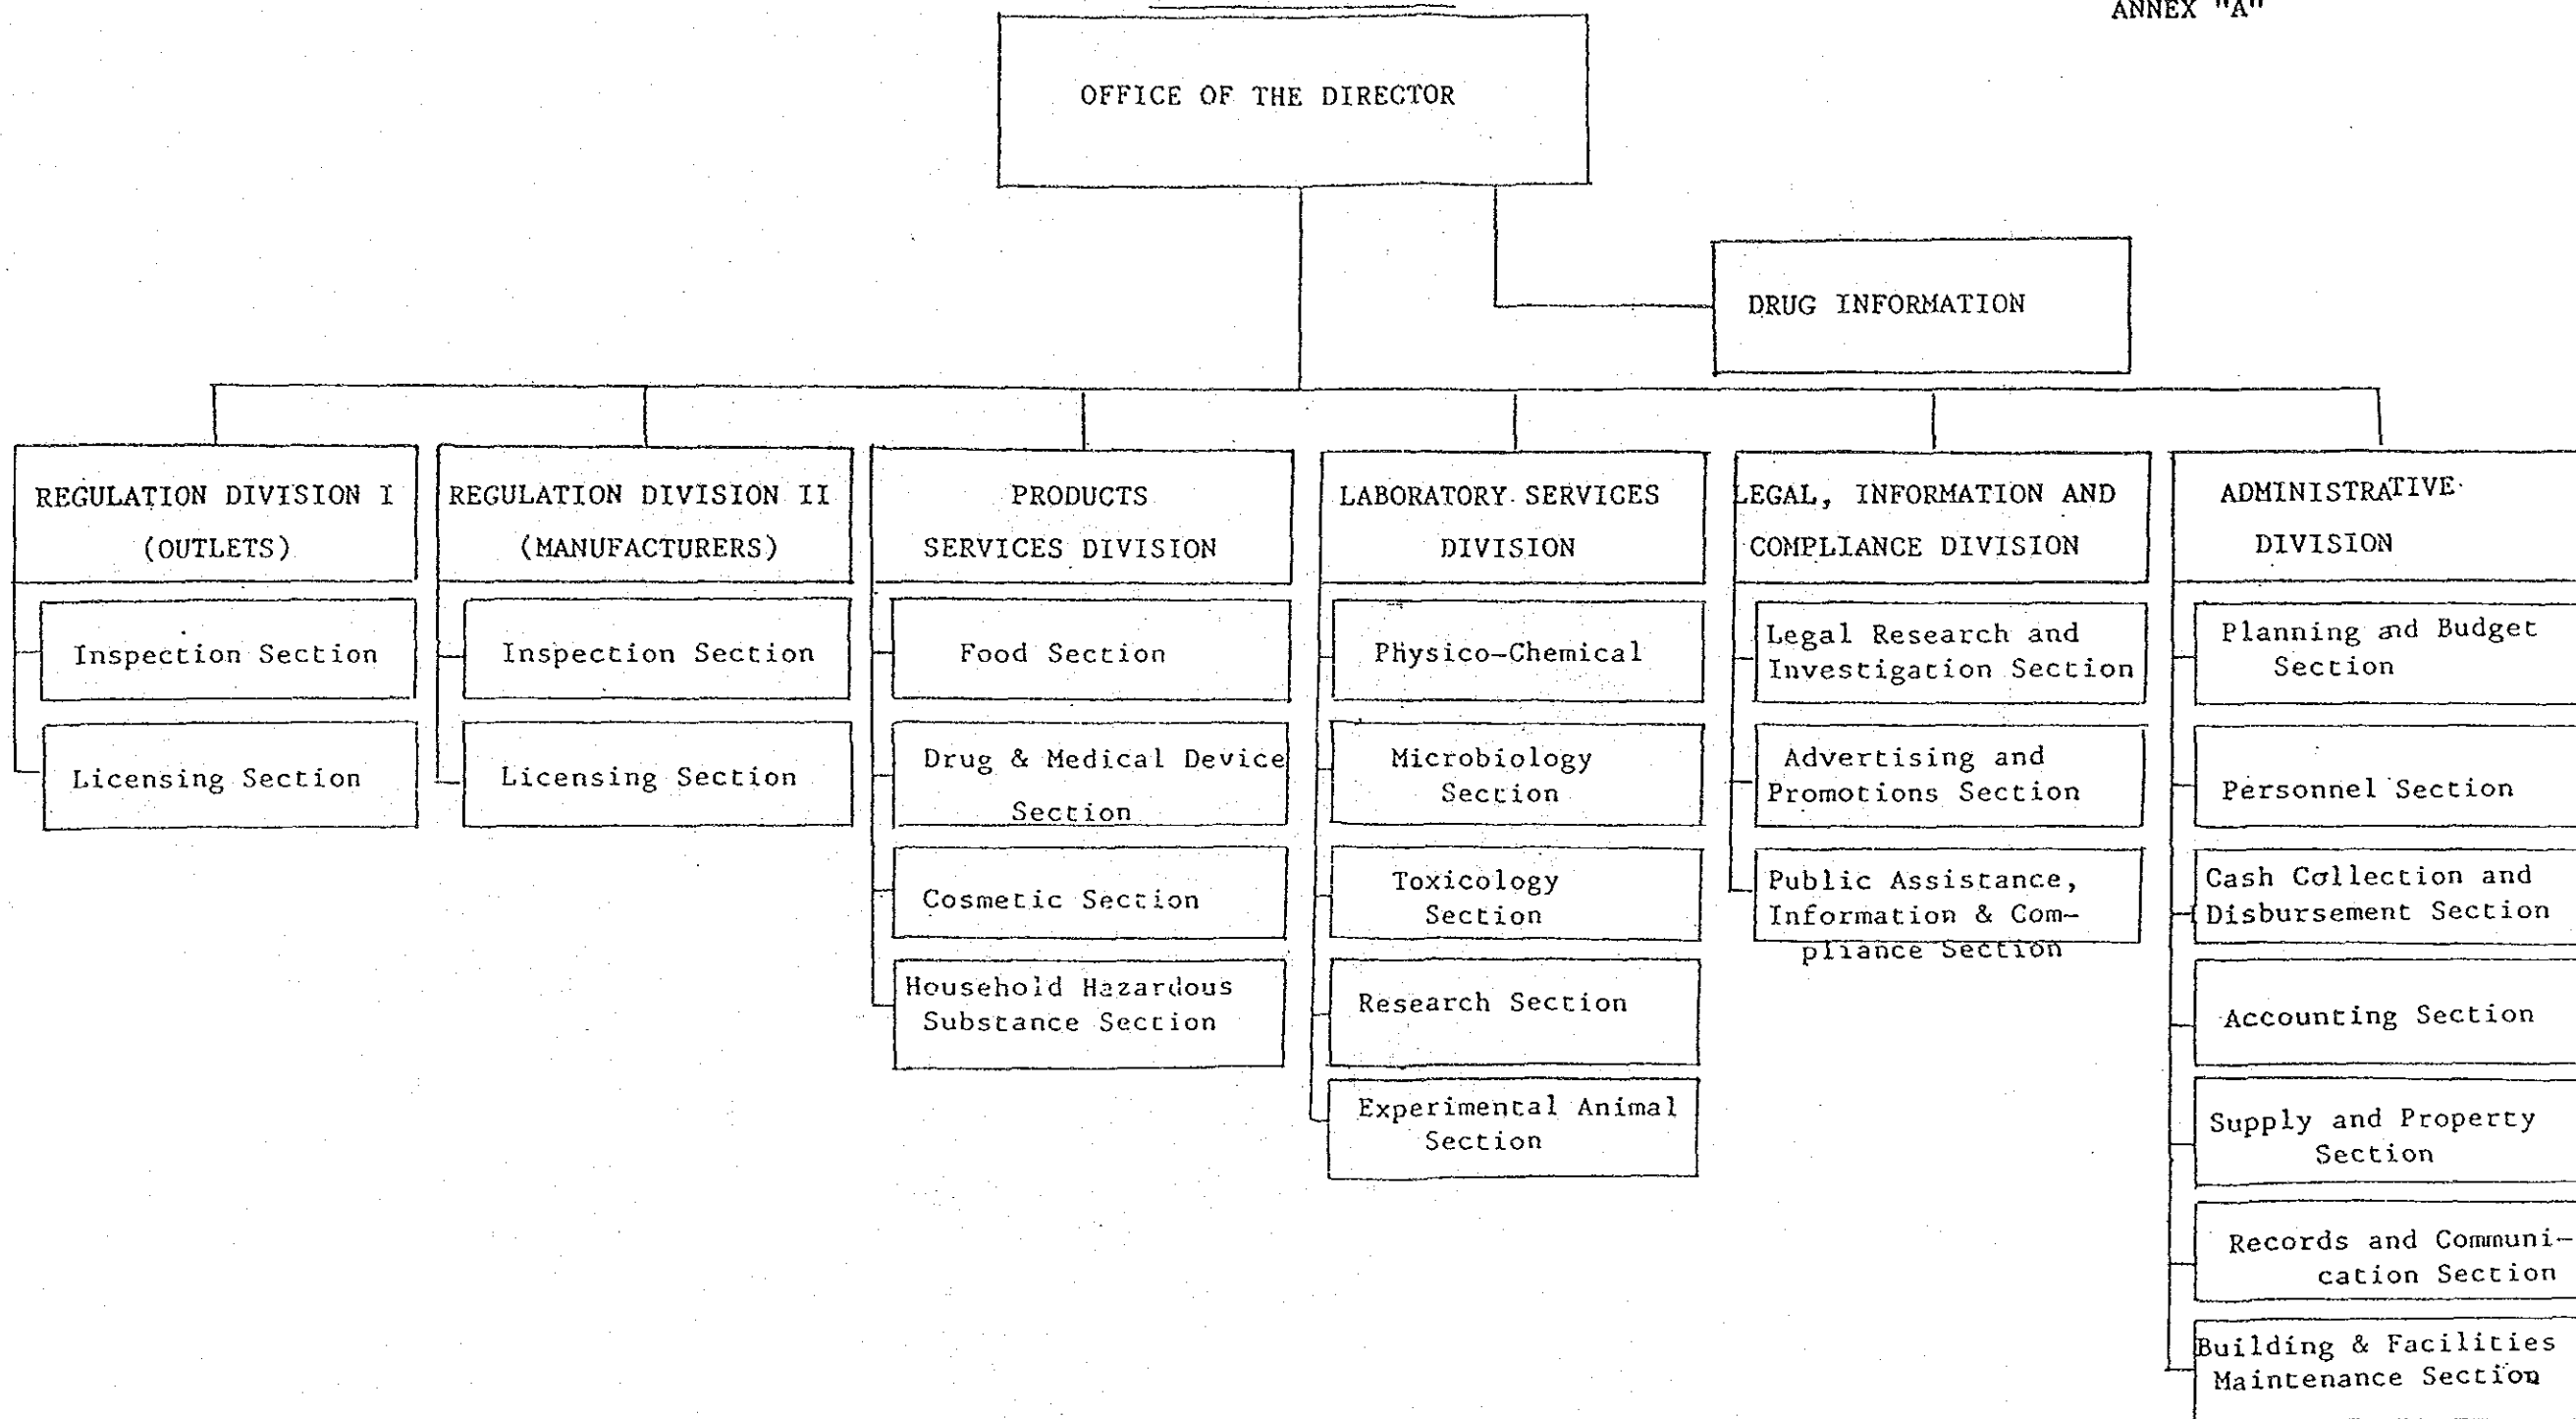 ANNEX "A"
OFFICE OF THE DIRECTOR
DRUG INFORMATION
REGULATION DIVISION I
(OUTLETS)
Inspection Section
Licensing Section
REGULATION DIVISION II
(MANUFACTURERS)
Inspection Section
Licensing Section
PRODUCTS
SERVICES DIVISION
Food Section
Drug & Medical Device
Section
Cosmetic Section
Household Hazardous
Substance Section
LABORATORY SERVICES
DIVISION
Physico-Chemical
Microbiology
Section
Toxicology
Section
Research Section
Experimental Animal
Section
LEGAL, INFORMATION AND
COMPLIANCE DIVISION
Legal Research and
Investigation Section
Advertising and
Promotions Section
Public Assistance,
Information & Com-
pliance Section
ADMINISTRATIVE
DIVISION
Planning and Budget
Section
Personnel Section
Cash Collection and
Disbursement Section
Accounting Section
Supply and Property
Section
Records and Communi-
cation Section
Building & Facilities
Maintenance Section